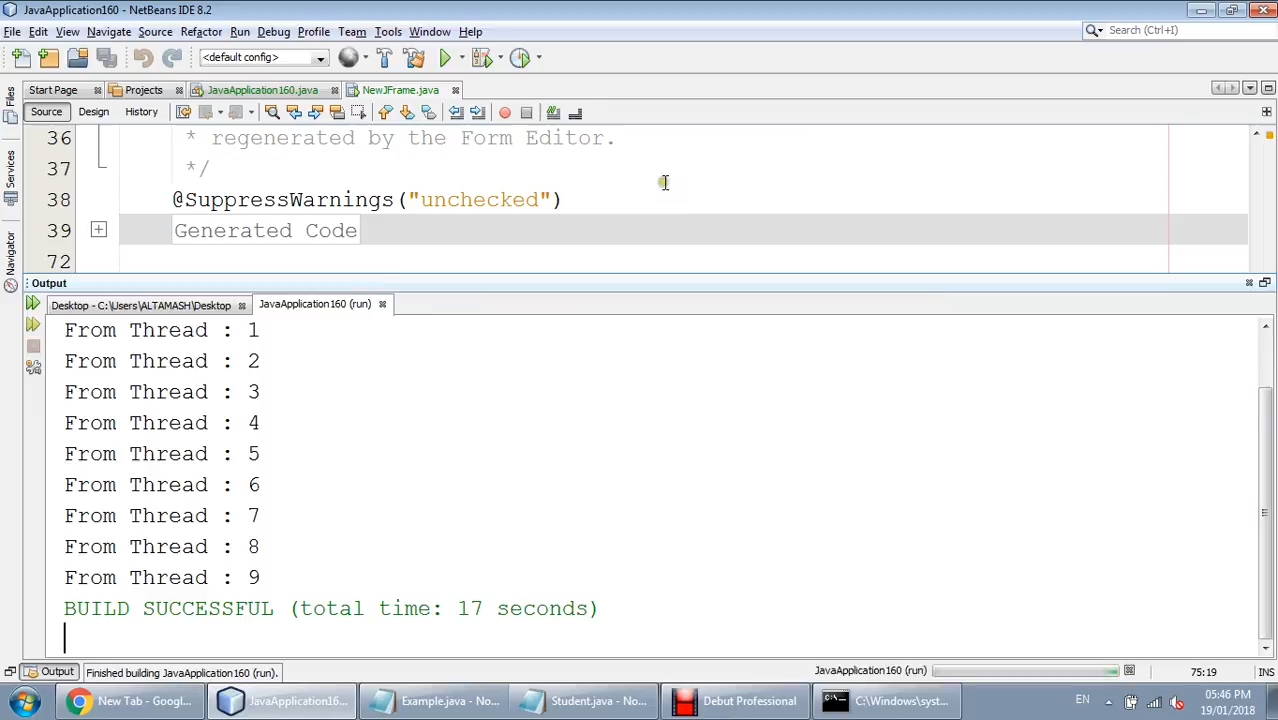 JavaApplication160 - NetBeans IDE 8.2
File Edit View Navigate Source Refactor Run Debug Profile Team Tools Window Help
Search (Ctrl+I)
<default config>
Start Page Projects JavaApplication160.java NewJFrame.java
Source Design History
Files
Services
Navigator
36 * regenerated by the Form Editor.
37 */
38 @SuppressWarnings("unchecked")
39 Generated Code
72
Output
Desktop - C:\Users\ALTAMASH\Desktop JavaApplication160 (run)
From Thread : 1
From Thread : 2
From Thread : 3
From Thread : 4
From Thread : 5
From Thread : 6
From Thread : 7
From Thread : 8
From Thread : 9
BUILD SUCCESSFUL (total time: 17 seconds)
Output Finished building JavaApplication160 (run). JavaApplication160 (run) 75:19 INS
New Tab - Googl... JavaApplication16... Example.java - No... Student.java - No... Debut Professional C:\Windows\syst... EN
05:46 PM
19/01/2018